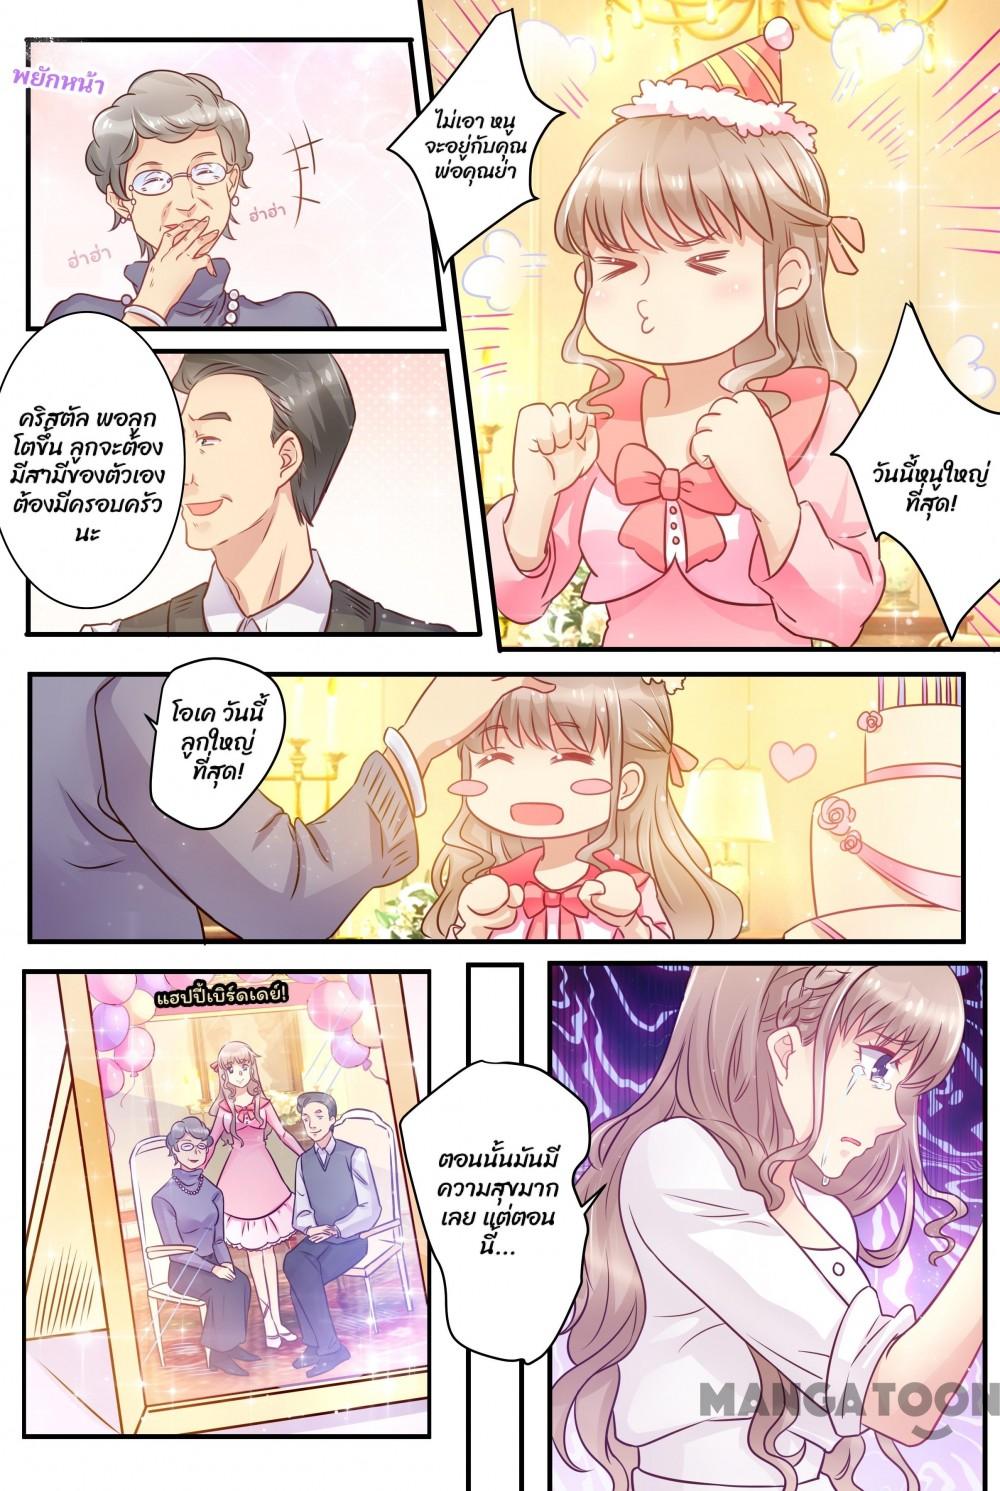 พยักหน้า
ฮ่าฮ่า
ฮ่าฮ่า
ไม่เอา หนู
จะอยู่กับคุณ
พ่อคุณย่า
คริสตัล พอลูก
โตขึ้น ลูกจะต้อง
มีสามีของตัวเอง
ต้องมีครอบครัว
นะ
วันนี้หนูใหญ่
ที่สุด!
โอเค วันนี้
ลูกใหญ่
ที่สุด!
แฮปปี้เบิร์ดเดย์!
ตอนนั้นมันมี
ความสุขมาก
เลย แต่ตอน
นี้...
MANGATOON